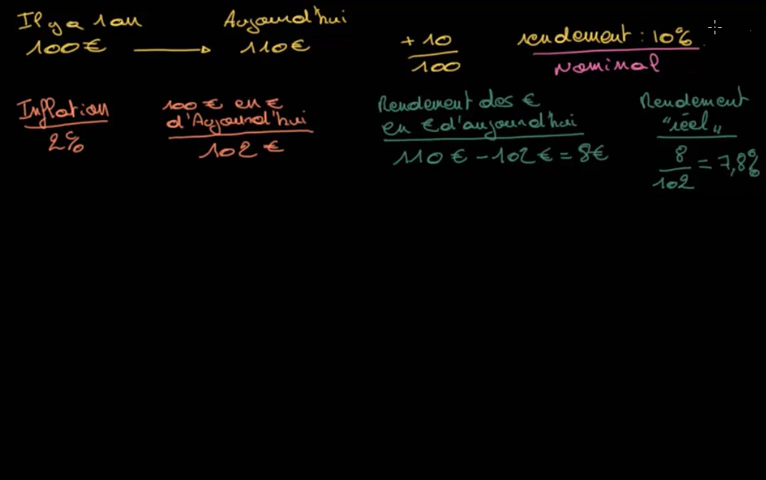 Il y a 1 an Aujourd'hui
100€ → 110€ +10/100 rendement : 10%
Nominal
Inflation 100€ en € Rendement des € Rendement
2% d'Aujourd'hui en € d'aujourd'hui "réel"
102€ 110€ - 102€ = 8€ 8/102 = 7,8%